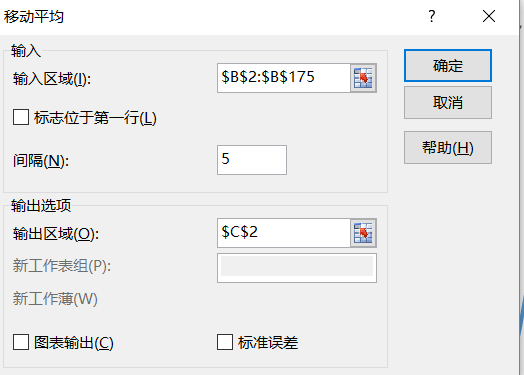 移动平均
?
输入
输入区域(I):
$B$2:$B$175
确定
标志位于第一行(L)
取消
间隔(N):
5
帮助(H)
输出选项
输出区域(O):
$C$2
新工作表组(P):
新工作薄(W)
图表输出(C)
标准误差